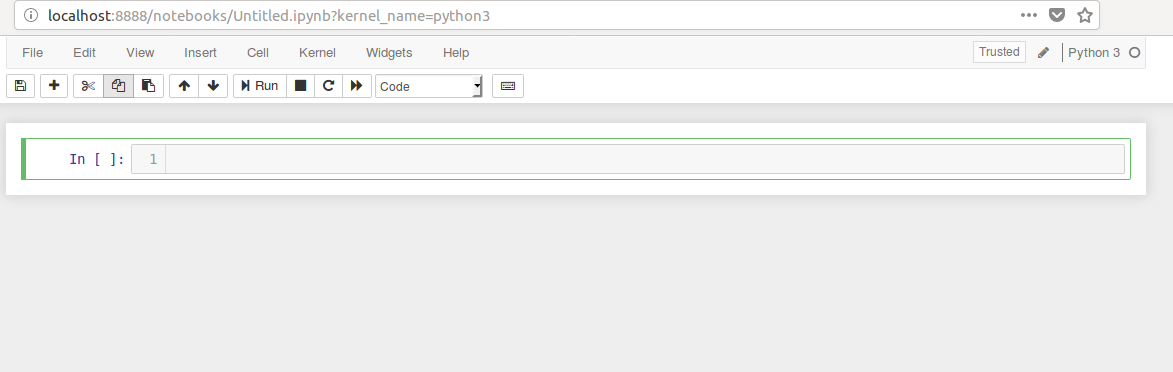 localhost:8888/notebooks/Untitled.ipynb?kernel_name=python3
File Edit View Insert Cell Kernel Widgets Help Trusted Python 3
Run Code
In [ ]: 1